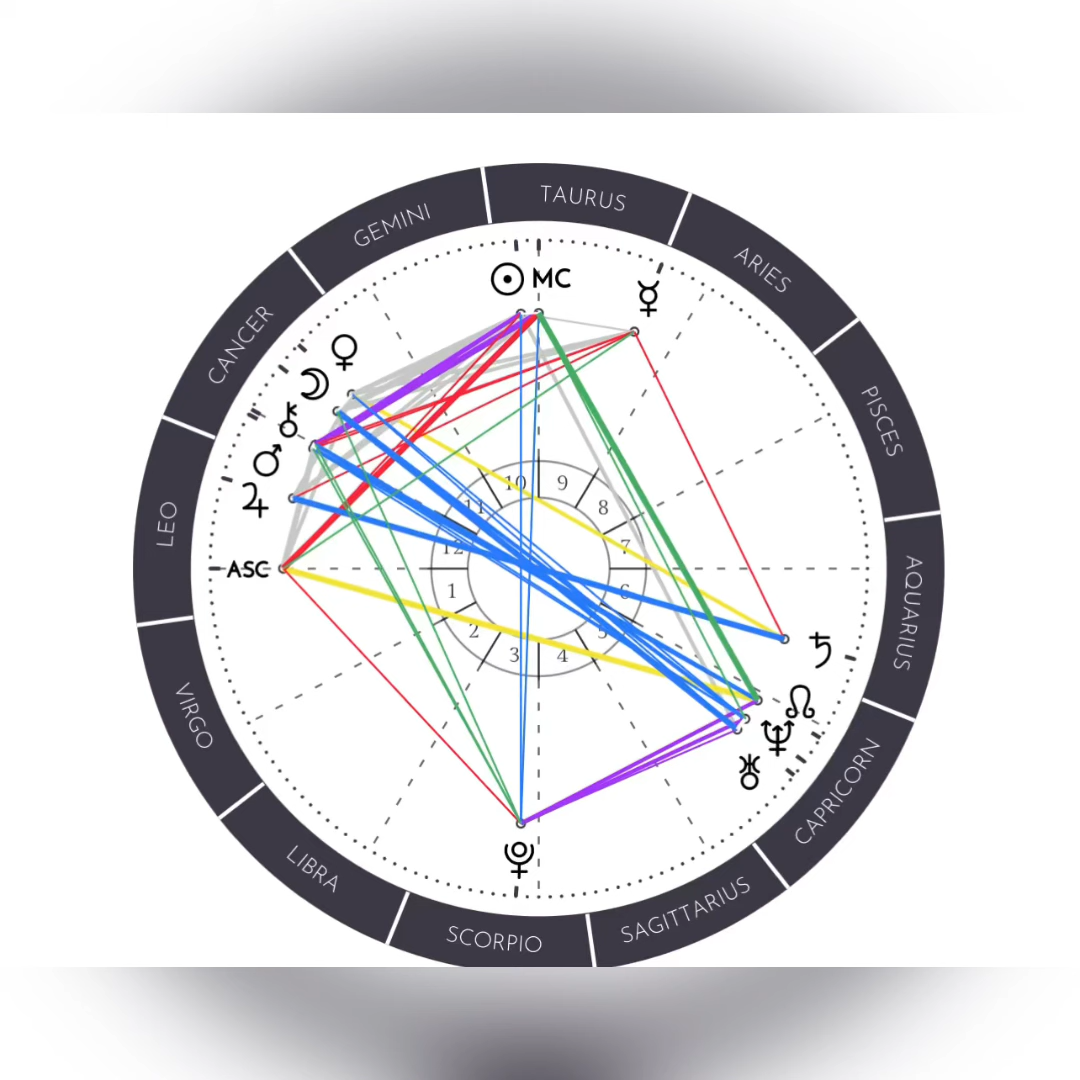 TAURUS
GEMINI
ARIES
CANCER
PISCES
LEO
AQUARIUS
VIRGO
CAPRICORN
LIBRA
SAGITTARIUS
SCORPIO
☉ MC
☿
♀
☽
⚷
♂
♃
ASC
♄
☊
♆
♅
♇
10
9
11
8
12
7
1
6
2
5
3
4